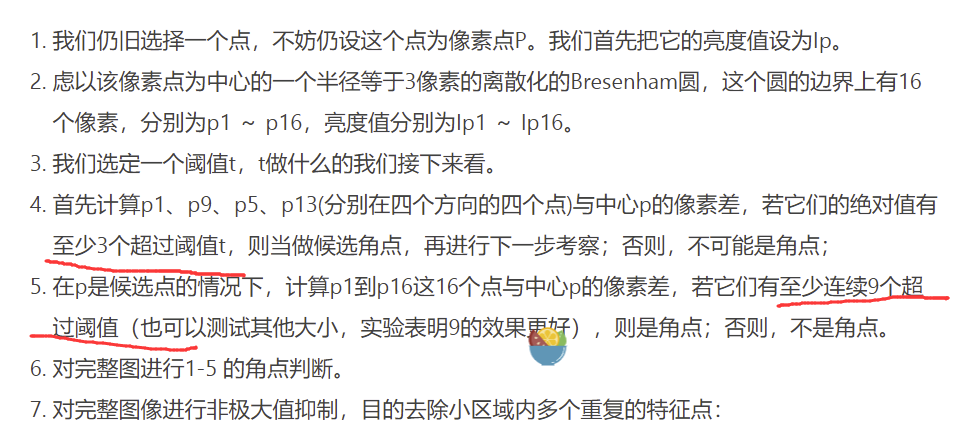 1. 我们仍旧选择一个点，不妨仍设这个点为像素点P。我们首先把它的亮度值设为Ip。
2. 虑以该像素点为中心的一个半径等于3像素的离散化的Bresenham圆，这个圆的边界上有16
个像素，分别为p1 ~ p16，亮度值分别为Ip1 ~ Ip16。
3. 我们选定一个阈值t，t做什么的我们接下来看。
4. 首先计算p1、p9、p5、p13(分别在四个方向的四个点)与中心p的像素差，若它们的绝对值有
至少3个超过阈值t，则当做候选角点，再进行下一步考察；否则，不可能是角点；
5. 在p是候选点的情况下，计算p1到p16这16个点与中心p的像素差，若它们有至少连续9个超
过阈值（也可以测试其他大小，实验表明9的效果更好），则是角点；否则，不是角点。
6. 对完整图进行1-5 的角点判断。
7. 对完整图像进行非极大值抑制，目的去除小区域内多个重复的特征点：